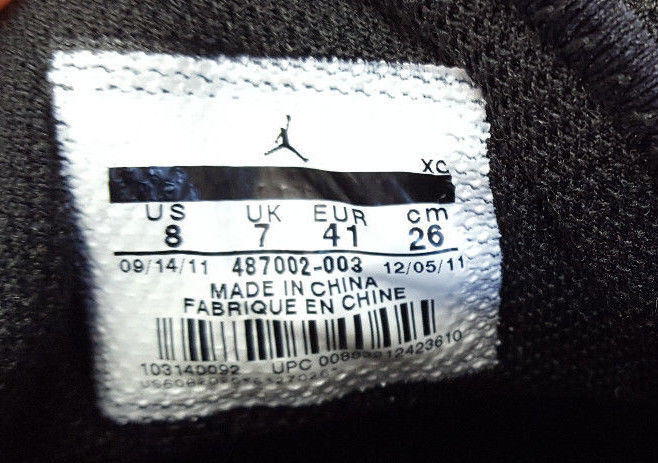 XC
US UK EUR cm
8 7 41 26
09/14/11 487002-003 12/05/11
MADE IN CHINA
FABRIQUE EN CHINE
103140092 UPC